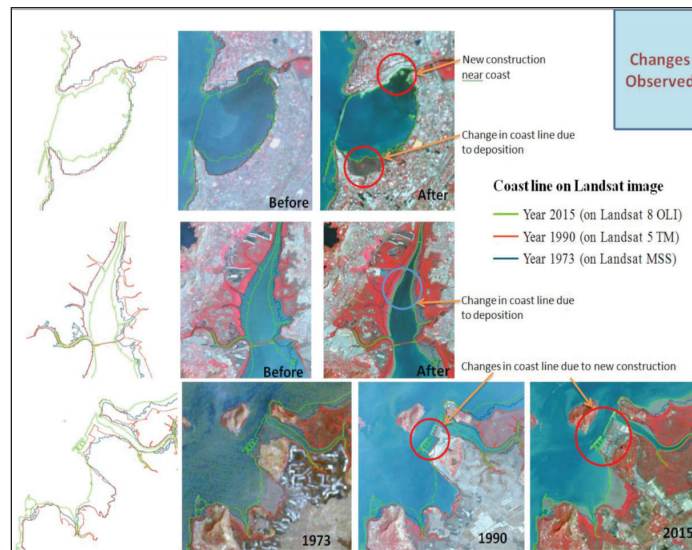 Changes
Observed
New construction
near coast
Change in coast line due
to deposition
Before
After
Coast line on Landsat image
Year 2015 (on Landsat 8 OLI)
Year 1990 (on Landsat 5 TM)
Year 1973 (on Landsat MSS)
Change in coast line due
to deposition
Before
After
Changes in coast line due to new construction
1973
1990
2015